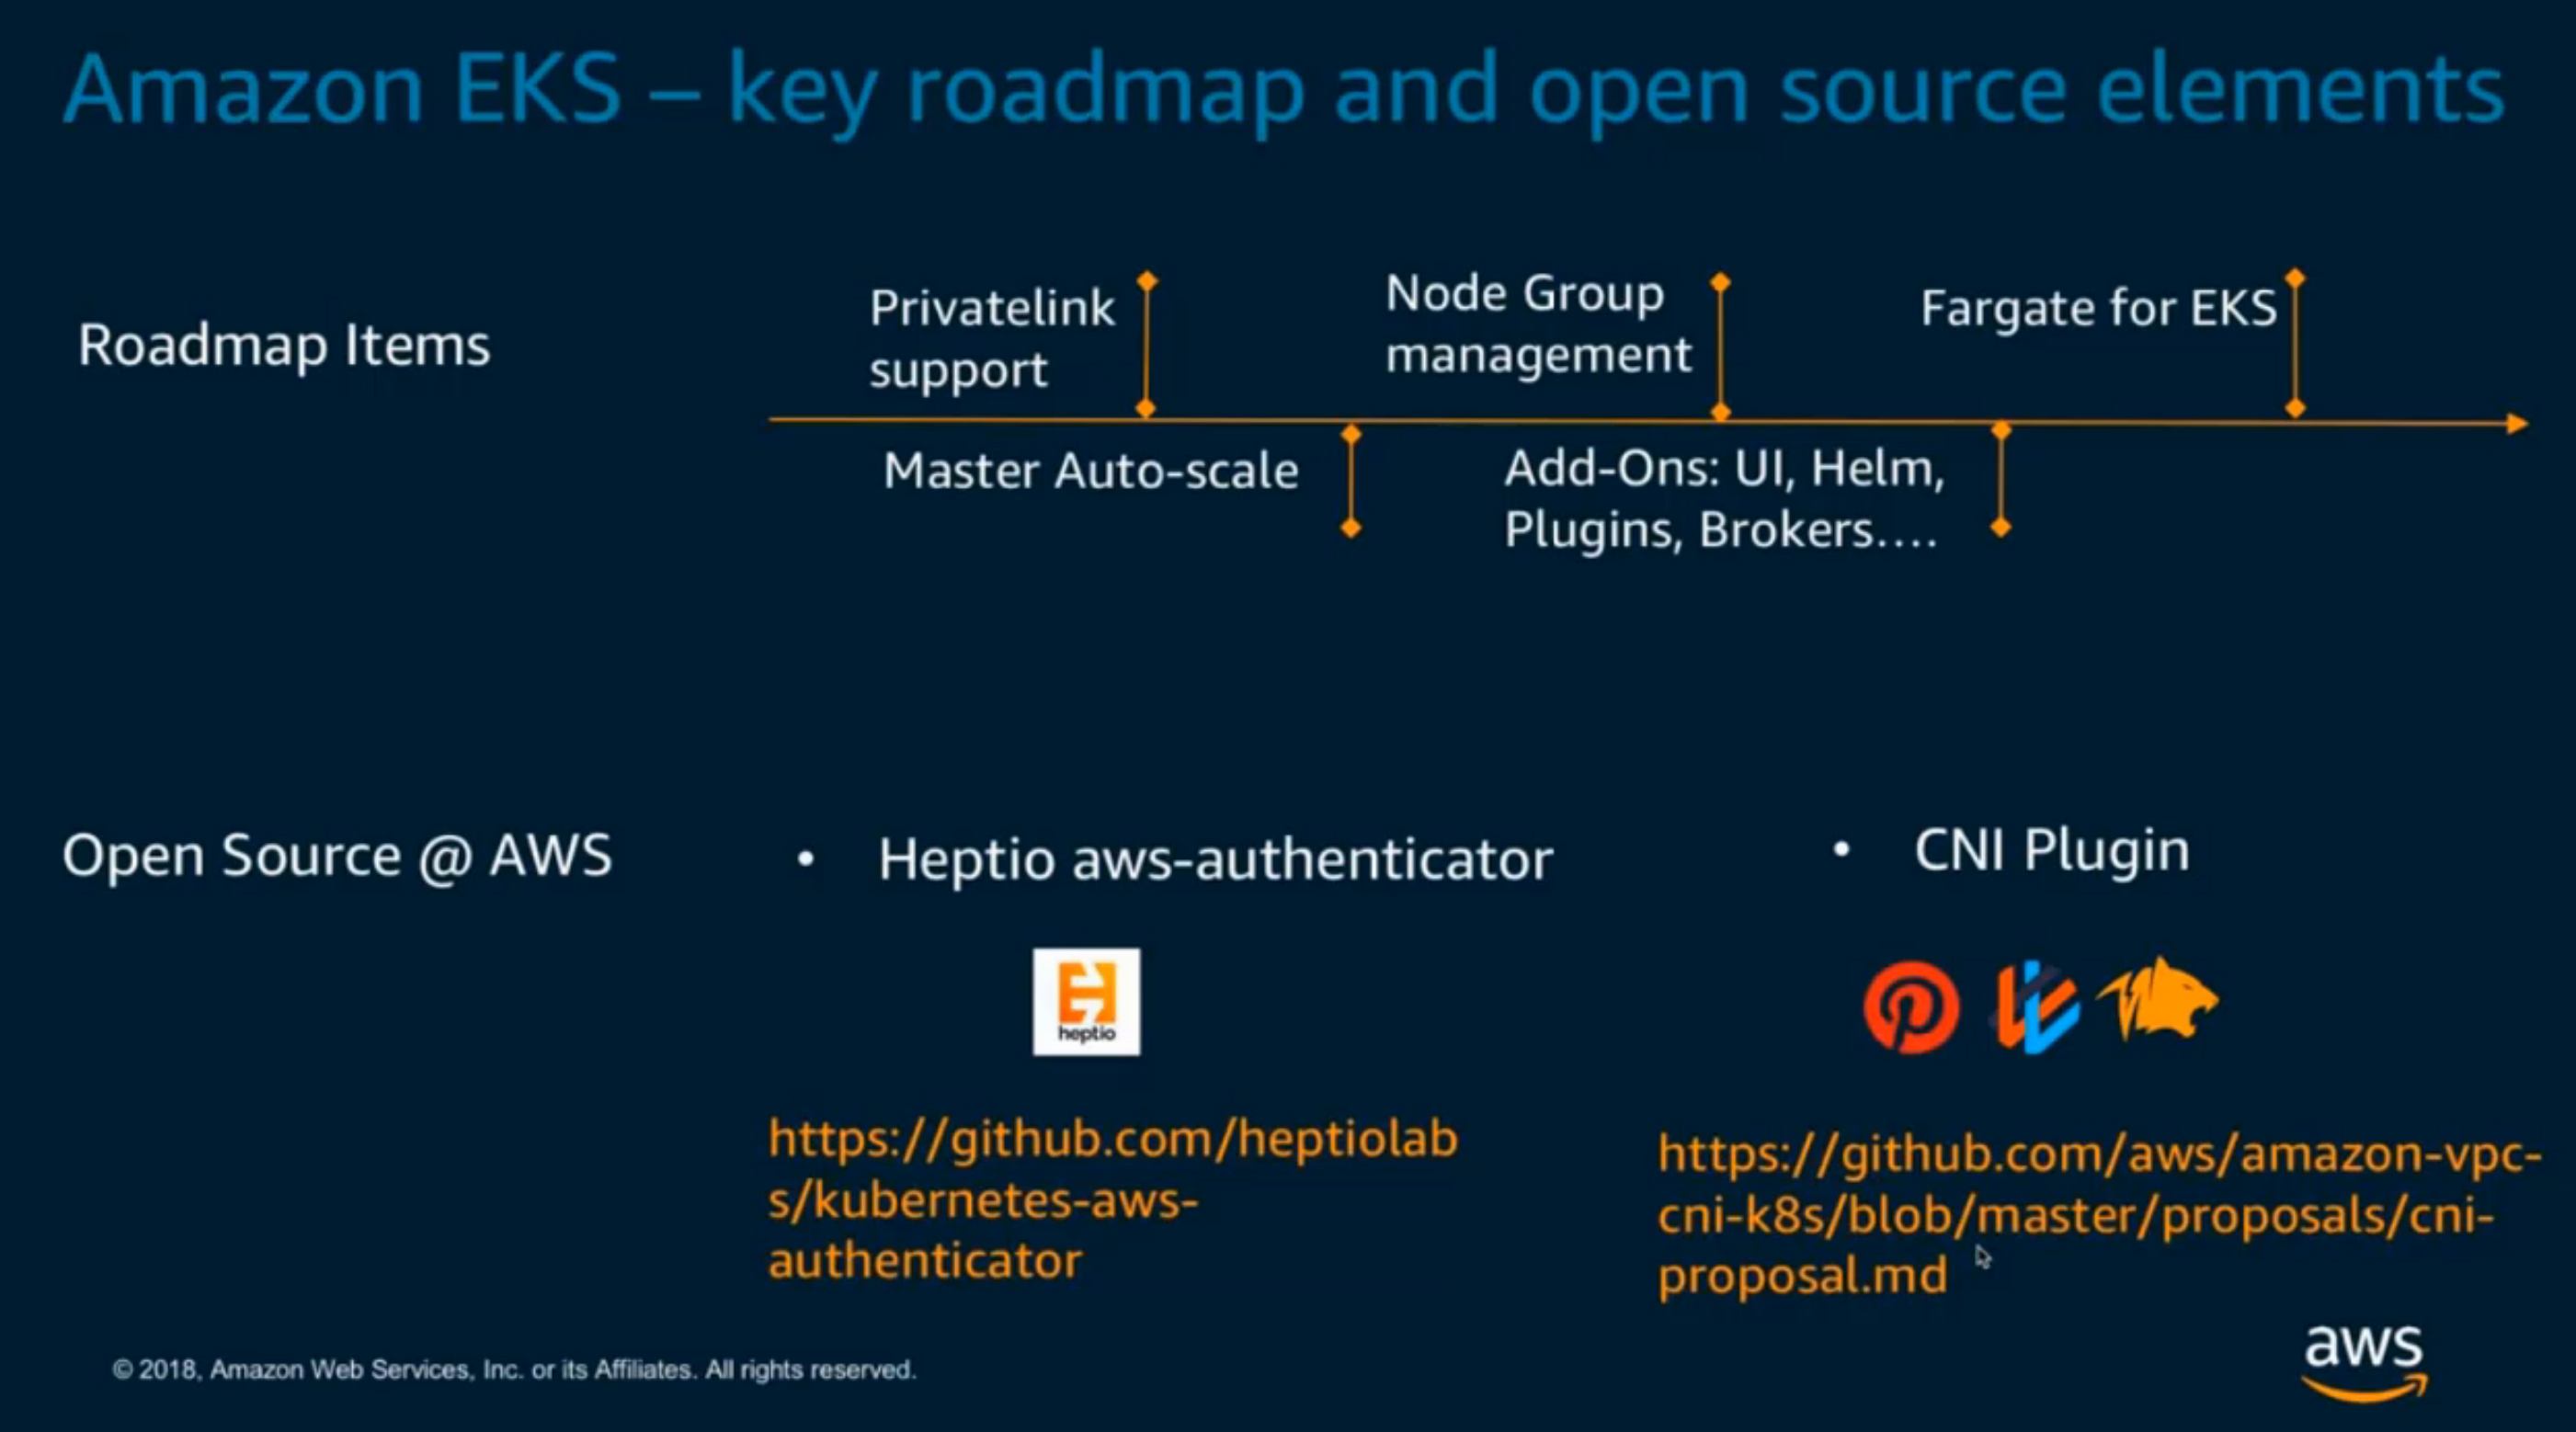 Amazon EKS – key roadmap and open source elements
Roadmap Items
Privatelink
support
Node Group
management
Fargate for EKS
Master Auto-scale
Add-Ons: UI, Helm,
Plugins, Brokers....
Open Source @ AWS
• Heptio aws-authenticator
• CNI Plugin
heptio
https://github.com/heptiolab
s/kubernetes-aws-
authenticator
https://github.com/aws/amazon-vpc-
cni-k8s/blob/master/proposals/cni-
proposal.md
© 2018, Amazon Web Services, Inc. or its Affiliates. All rights reserved.
aws